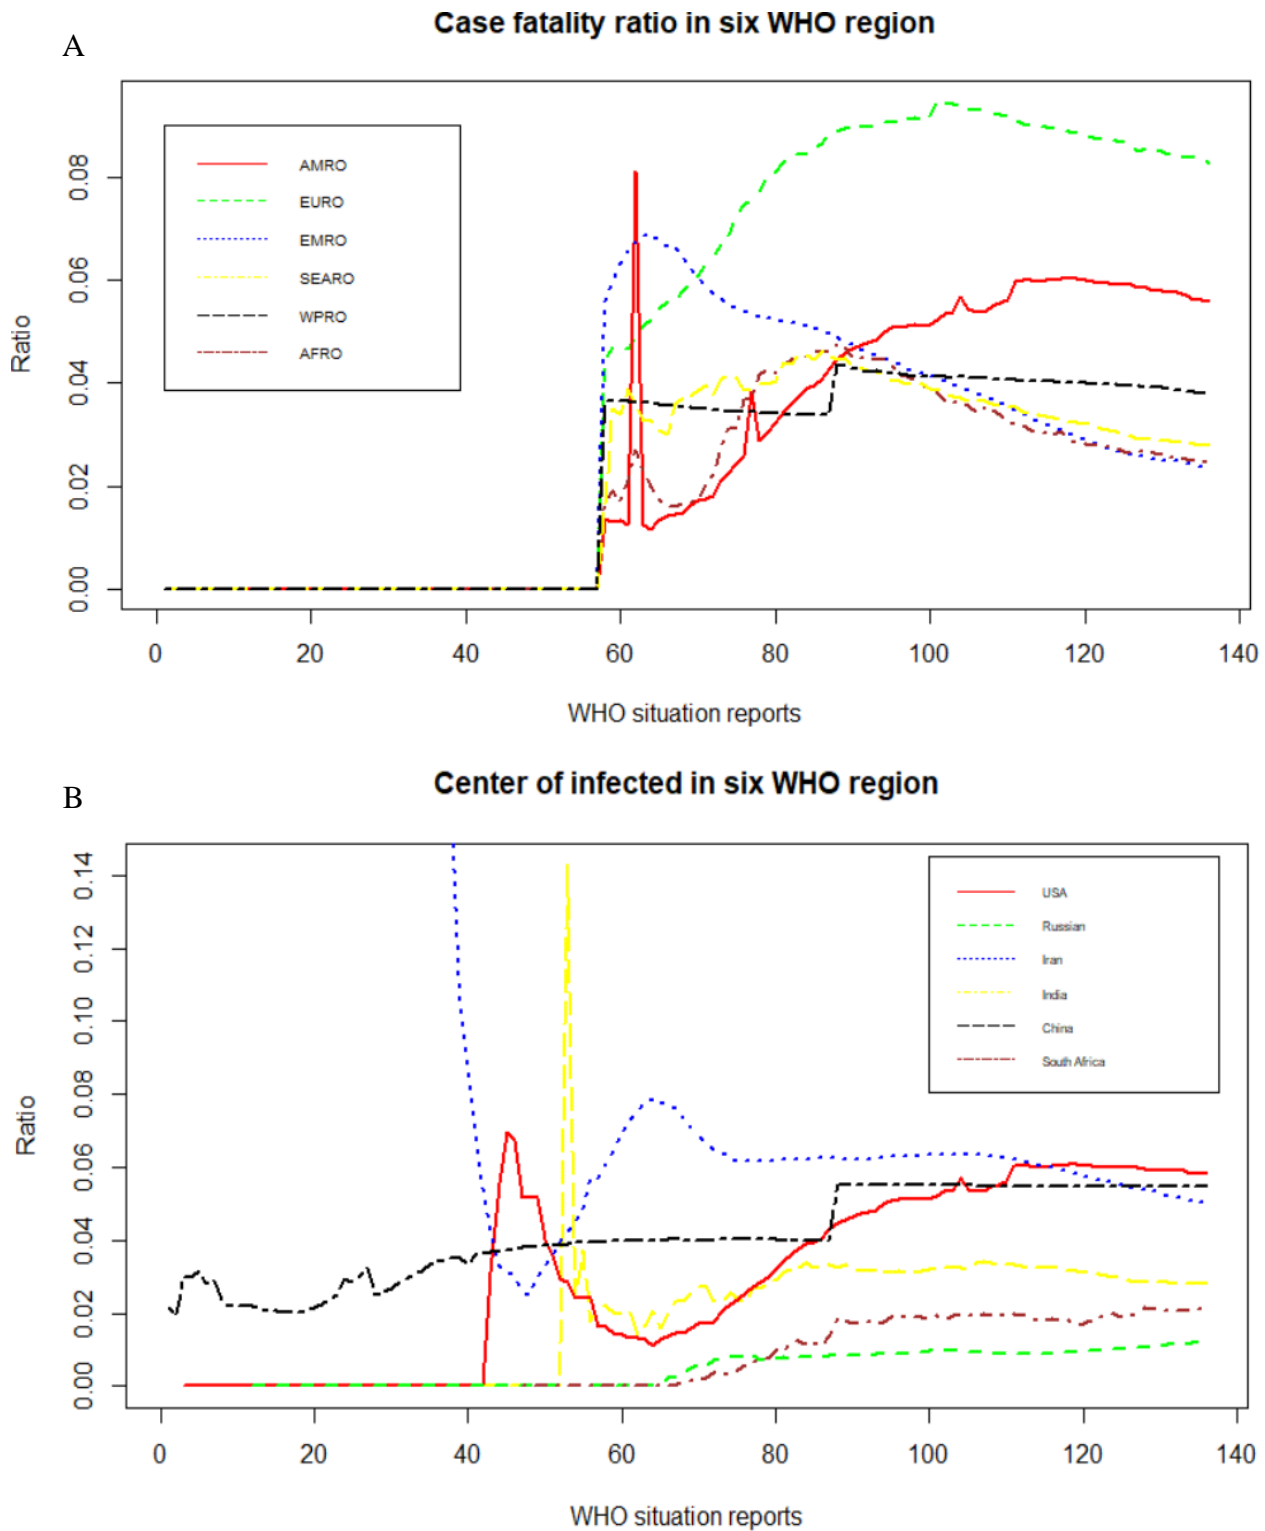 Case fatality ratio in six WHO region
A
AMRO
EURO
EMRO
SEARO
WPRO
AFRO
Ratio
0.00
0.02
0.04
0.06
0.08
0 20 40 60 80 100 120 140
WHO situation reports
Center of infected in six WHO region
B
USA
Russian
Iran
India
China
South Africa
Ratio
0.00
0.02
0.04
0.06
0.08
0.10
0.12
0.14
0 20 40 60 80 100 120 140
WHO situation reports